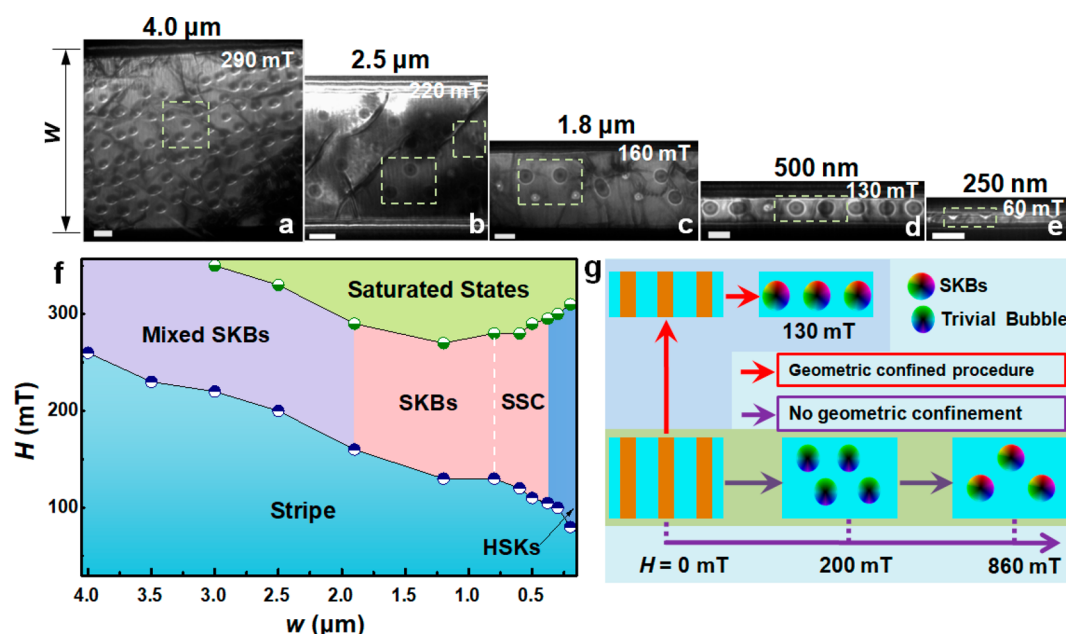 4.0 µm
290 mT
w
a
2.5 µm
220 mT
b
1.8 µm
160 mT
c
500 nm
130 mT
d
250 nm
60 mT
e
f
Saturated States
Mixed SKBs
SKBs
SSC
Stripe
HSKs
H (mT)
300
200
100
4.0 3.5 3.0 2.5 2.0 1.5 1.0 0.5
w (µm)
g
SKBs
Trivial Bubble
130 mT
Geometric confined procedure
No geometric confinement
H = 0 mT 200 mT 860 mT